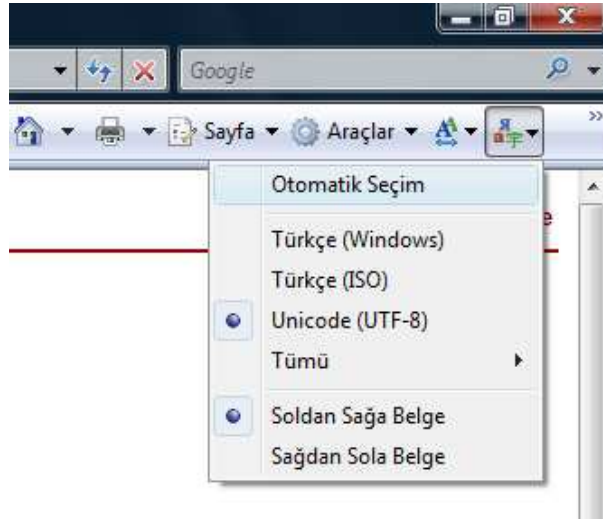 Google
Sayfa Araçlar
Otomatik Seçim
Türkçe (Windows)
Türkçe (ISO)
Unicode (UTF-8)
Tümü
Soldan Sağa Belge
Sağdan Sola Belge